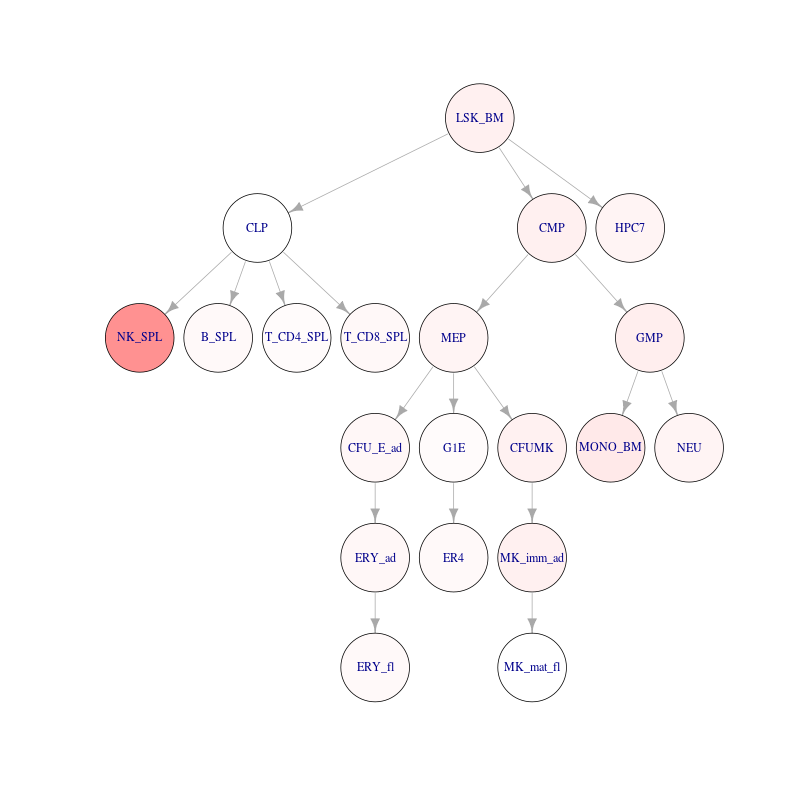 LSK_BM
CLP
CMP
HPC7
NK_SPL
B_SPL
T_CD4_SPL
T_CD8_SPL
MEP
GMP
CFU_E_ad
G1E
CFUMK
MONO_BM
NEU
ERY_ad
ER4
MK_imm_ad
ERY_fl
MK_mat_fl